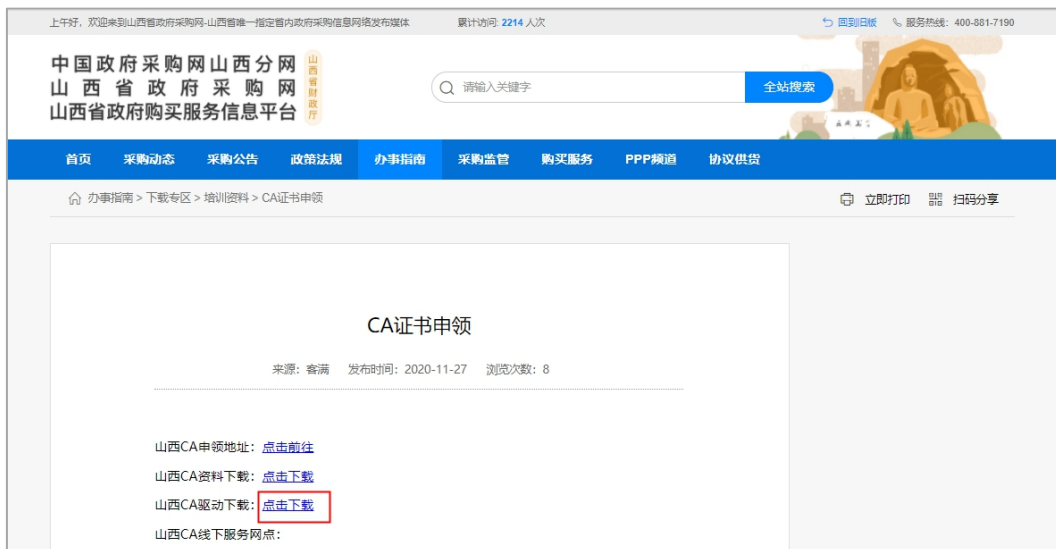 上午好，欢迎来到山西省政府采购网-山西省唯一指定省内政府采购信息网络发布媒体 累计访问: 2214 人次 回到旧版 服务热线：400-881-7190
中国政府采购网山西分网
山西省政府采购网
山西省政府购买服务信息平台
山西省财政厅
请输入关键字 全站搜索
首页 采购动态 采购公告 政策法规 办事指南 采购监管 购买服务 PPP频道 协议供货
办事指南 > 下载专区 > 培训资料 > CA证书申领 立即打印 扫码分享
CA证书申领
来源：客满 发布时间：2020-11-27 浏览次数：8
山西CA申领地址：点击前往
山西CA资料下载：点击下载
山西CA驱动下载：点击下载
山西CA线下服务网点：